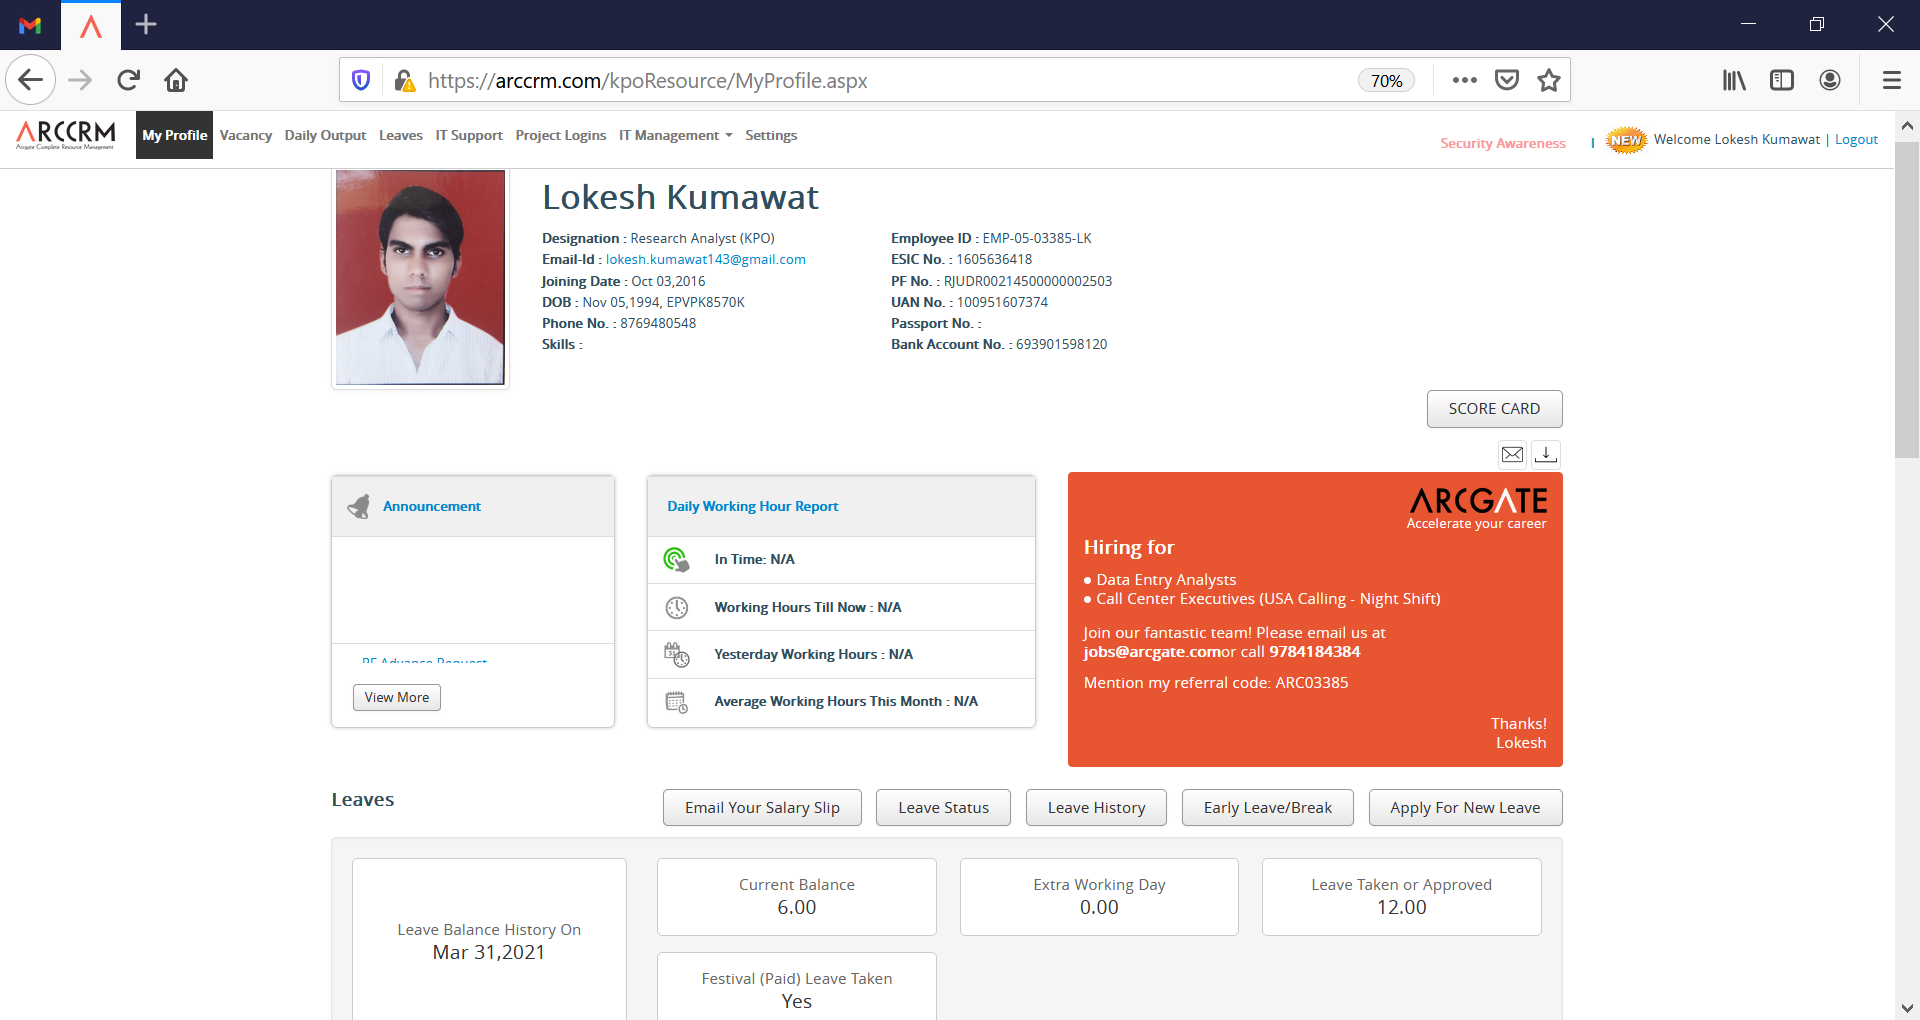 https://arccrm.com/kpoResource/MyProfile.aspx 70%
ARCCRM
Arcgate Complete Resource Management
My Profile Vacancy Daily Output Leaves IT Support Project Logins IT Management Settings
Security Awareness | NEW Welcome Lokesh Kumawat | Logout
Lokesh Kumawat
Designation : Research Analyst (KPO)
Email-Id : lokesh.kumawat143@gmail.com
Joining Date : Oct 03,2016
DOB : Nov 05,1994, EPVPK8570K
Phone No. : 8769480548
Skills :
Employee ID : EMP-05-03385-LK
ESIC No. : 1605636418
PF No. : RJUDR00214500000002503
UAN No. : 100951607374
Passport No. :
Bank Account No. : 693901598120
SCORE CARD
Announcement
PF Advance Request
View More
Daily Working Hour Report
In Time: N/A
Working Hours Till Now : N/A
Yesterday Working Hours : N/A
Average Working Hours This Month : N/A
ARCGATE
Accelerate your career
Hiring for
● Data Entry Analysts
● Call Center Executives (USA Calling - Night Shift)
Join our fantastic team! Please email us at
jobs@arcgate.comor call 9784184384
Mention my referral code: ARC03385
Thanks!
Lokesh
Leaves
Email Your Salary Slip Leave Status Leave History Early Leave/Break Apply For New Leave
Leave Balance History On
Mar 31,2021
Current Balance
6.00
Extra Working Day
0.00
Leave Taken or Approved
12.00
Festival (Paid) Leave Taken
Yes